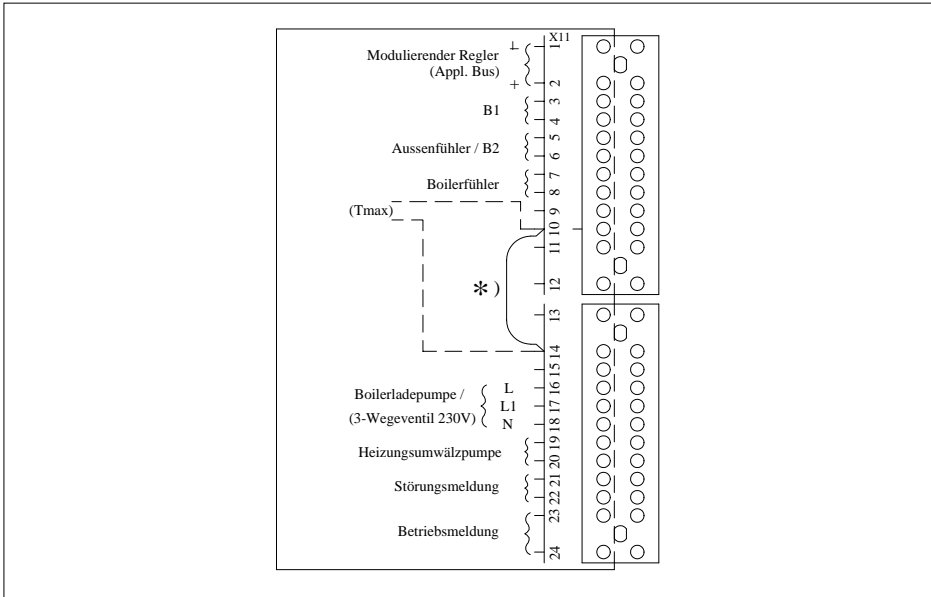 X11
⊥
1
Modulierender Regler
(Appl. Bus)
+
2
3
B1
4
5
Aussenfühler / B2
6
7
Boilerfühler
8
(Tmax)
9
10
11
*)
12
13
14
15
Boilerladepumpe /
(3-Wegeventil 230V)
L
16
L1
17
N
18
19
Heizungsumwälzpumpe
20
21
Störungsmeldung
22
23
Betriebsmeldung
24